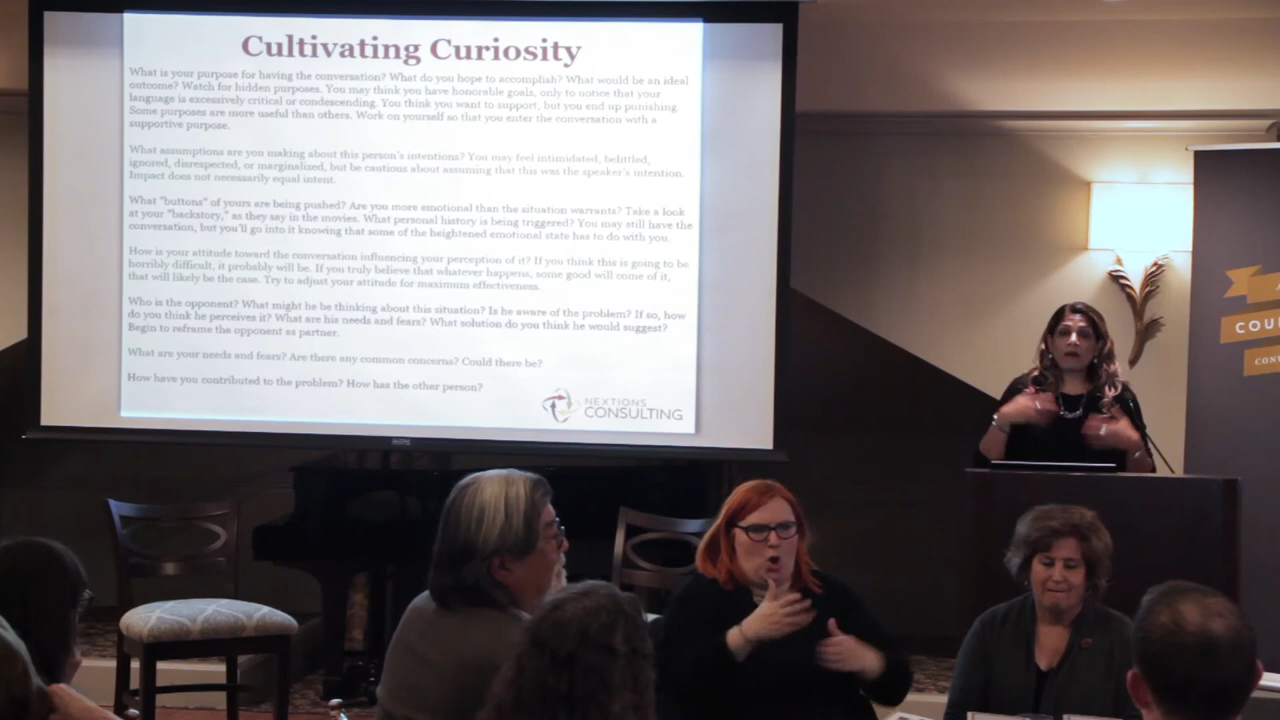 Cultivating Curiosity
What is your purpose for having the conversation? What do you hope to accomplish? What would be an ideal
outcome? Watch for hidden purposes. You may think you have honorable goals, only to notice that your
language is excessively critical or condescending. You think you want to support, but you end up punishing.
Some purposes are more useful than others. Work on yourself so that you enter the conversation with a
supportive purpose.
What assumptions are you making about this person's intentions? You may feel intimidated, belittled,
ignored, disrespected, or marginalized, but be cautious about assuming that this was the speaker's intention.
Impact does not necessarily equal intent.
What "buttons" of yours are being pushed? Are you more emotional than the situation warrants? Take a look
at your "backstory," as they say in the movies. What personal history is being triggered? You may still have the
conversation, but you'll go into it knowing that some of the heightened emotional state has to do with you.
How is your attitude toward the conversation influencing your perception of it? If you think this is going to be
horribly difficult, it probably will be. If you truly believe that whatever happens, some good will come of it,
that will likely be the case. Try to adjust your attitude for maximum effectiveness.
Who is the opponent? What might he be thinking about this situation? Is he aware of the problem? If so, how
do you think he perceives it? What are his needs and fears? What solution do you think he would suggest?
Begin to reframe the opponent as partner.
What are your needs and fears? Are there any common concerns? Could there be?
How have you contributed to the problem? How has the other person?
NEXTIONS
CONSULTING
COU
CON